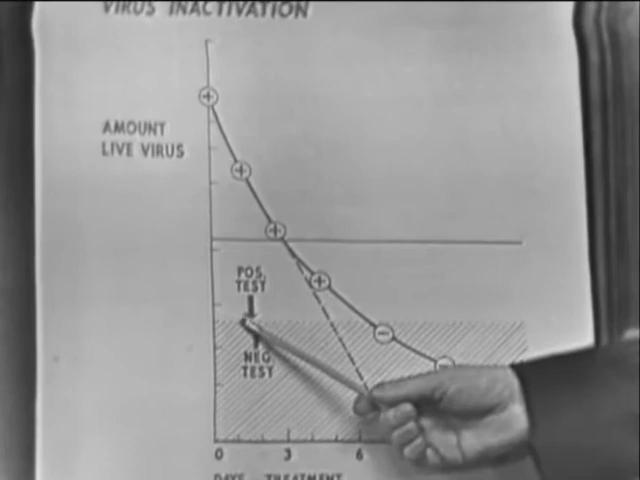 VIRUS INACTIVATION
AMOUNT
LIVE VIRUS
POS.
TEST
NEG
TEST
0 3 6
DAYS TREATMENT